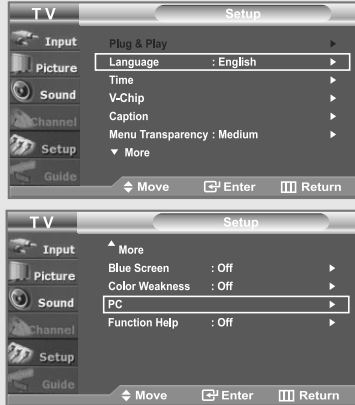 TV Setup
Input
Picture
Sound
Channel
Setup
Guide
Plug & Play
Language : English
Time
V-Chip
Caption
Menu Transparency : Medium
▼ More
Move Enter Return
TV Setup
Input
Picture
Sound
Channel
Setup
Guide
▲ More
Blue Screen : Off
Color Weakness : Off
PC
Function Help : Off
Move Enter Return